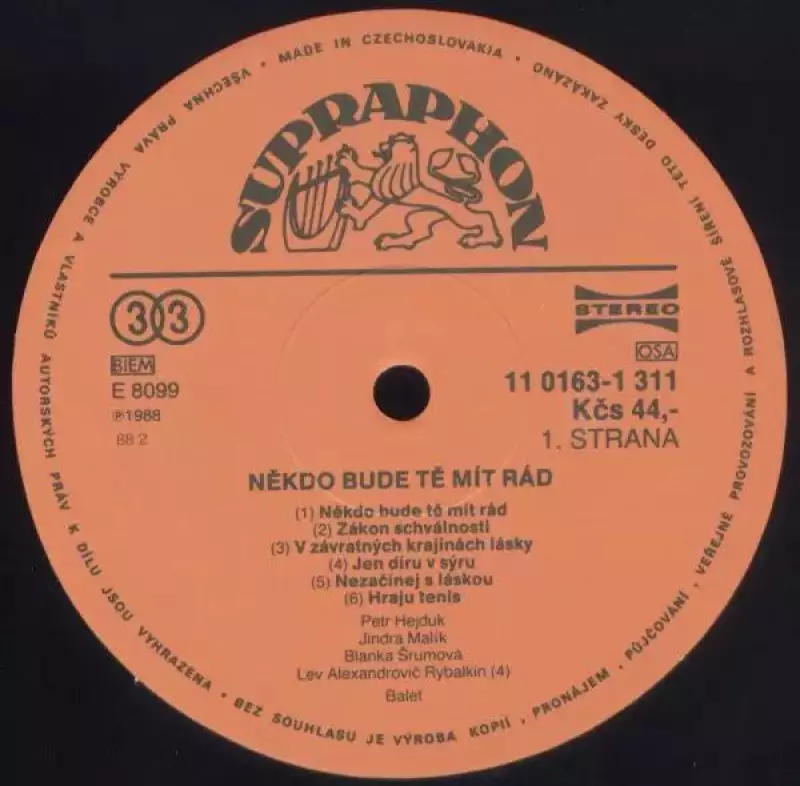 VŠECHNA PRÁVA VÝROBCE A VLASTNÍKŮ AUTORSKÝCH PRÁV K DÍLU JSOU VYHRAZENA • BEZ SOUHLASU JE VÝROBA KOPIÍ, PRONÁJEM, PŮJČOVÁNÍ, VEŘEJNÉ PROVOZOVÁNÍ A ROZHLASOVÉ ŠÍŘENÍ TÉTO DESKY ZAKÁZÁNO • MADE IN CZECHOSLOVAKIA •
SUPRAPHON
33
STEREO
BIEM
OSA
E 8099
11 0163-1 311
℗1988
Kčs 44,-
88 2
1. STRANA
NĚKDO BUDE TĚ MÍT RÁD
(1) Někdo bude tě mít rád
(2) Zákon schválnosti
(3) V závratných krajinách lásky
(4) Jen díru v sýru
(5) Nezačínej s láskou
(6) Hraju tenis
Petr Hejduk
Jindra Malík
Blanka Šrumová
Lev Alexandrovič Rybalkin (4)
Balet